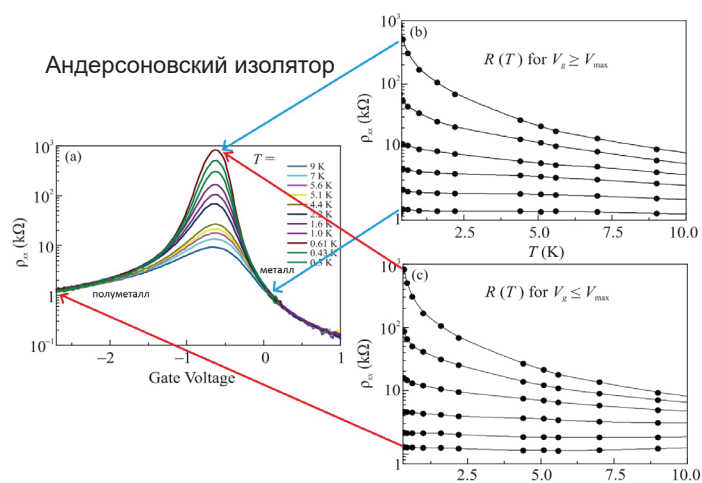 Андерсоновский изолятор
(a)
T =
9 K
7 K
5.6 K
5.1 K
4.4 K
2.2 K
1.6 K
1.0 K
0.61 K
0.43 K
0.3 K
металл
полуметалл
ρxx (kΩ)
10³
10²
10
1
10⁻¹
−2
−1
0
1
Gate Voltage
(b)
R (T) for Vg ≥ Vmax
ρxx (kΩ)
10³
10²
10
1
2.5
5.0
7.5
10.0
T (K)
(c)
R (T) for Vg ≤ Vmax
ρxx (kΩ)
10³
10²
10
1
2.5
5.0
7.5
10.0